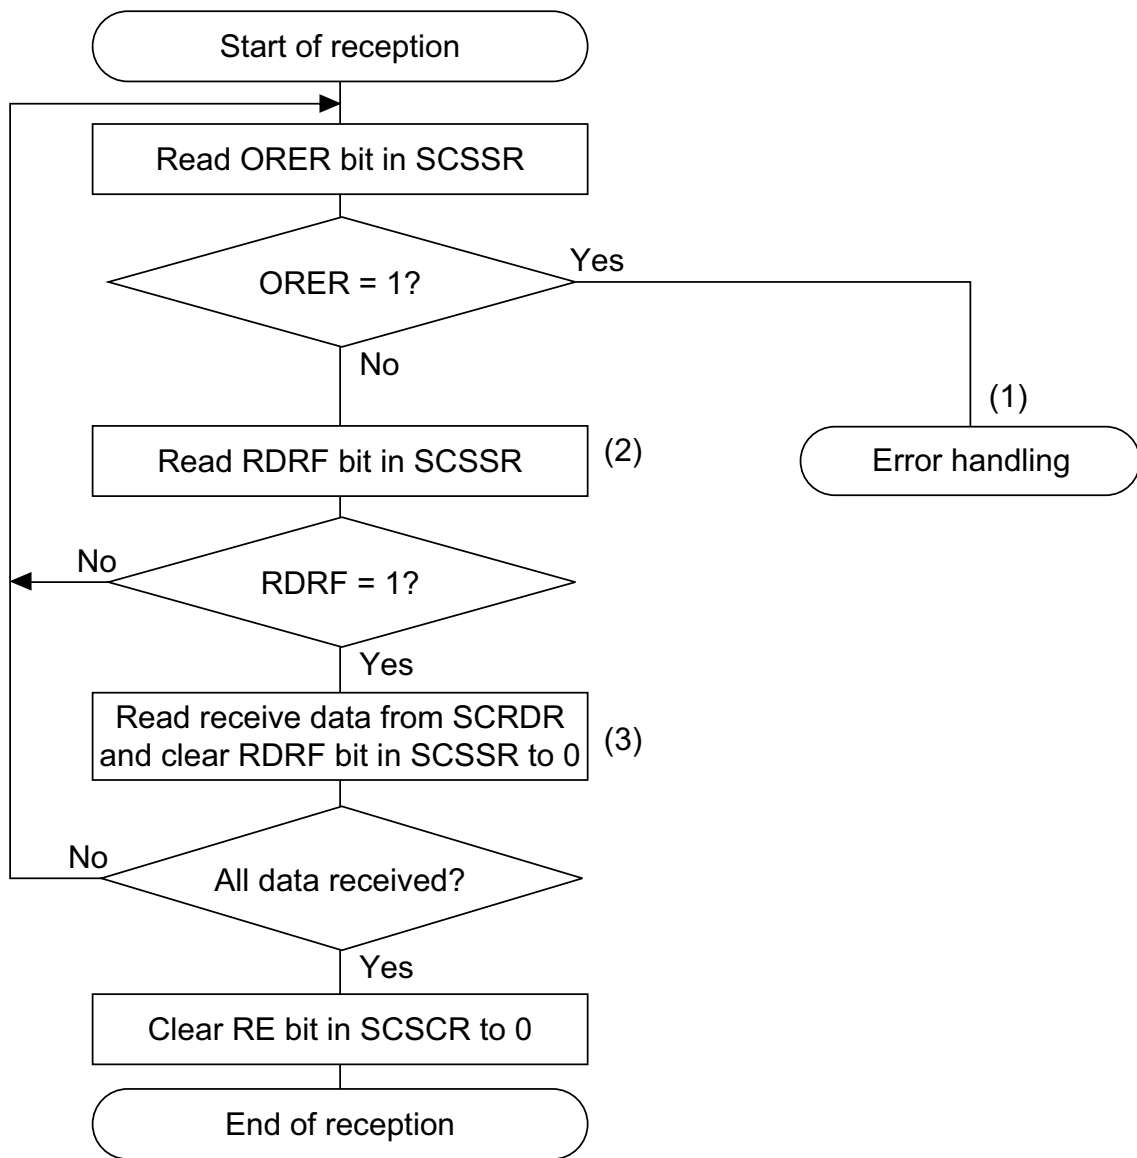 Start of reception
Read ORER bit in SCSSR
ORER = 1?
Yes
No
(1)
Error handling
Read RDRF bit in SCSSR
(2)
No
RDRF = 1?
Yes
Read receive data from SCRDR
and clear RDRF bit in SCSSR to 0
(3)
No
All data received?
Yes
Clear RE bit in SCSCR to 0
End of reception